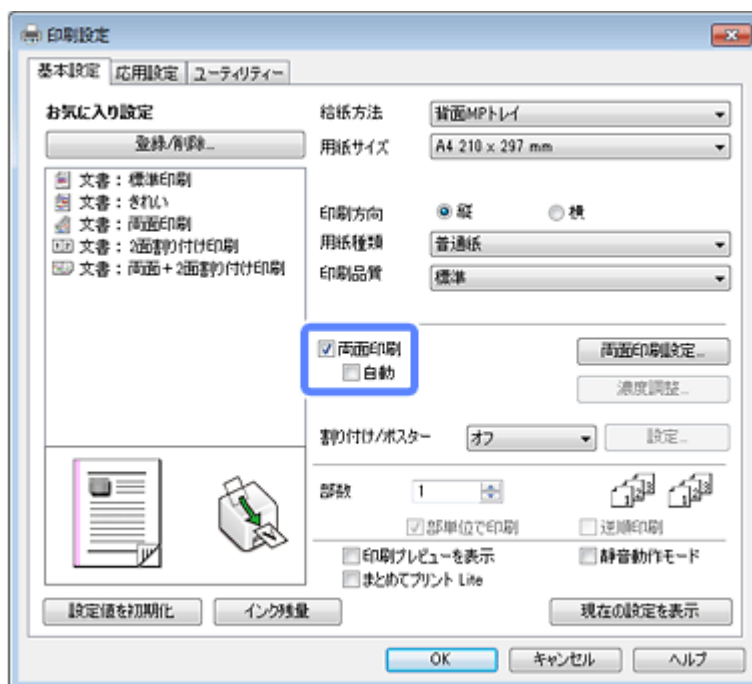 印刷設定
基本設定 応用設定 ユーティリティー
お気に入り設定
登録/削除...
文書：標準印刷
文書：きれい
文書：両面印刷
文書：2面割り付け印刷
文書：両面＋2面割り付け印刷
給紙方法 背面MPトレイ
用紙サイズ A4 210 x 297 mm
印刷方向 縦 横
用紙種類 普通紙
印刷品質 標準
両面印刷 両面印刷設定...
自動 濃度調整...
割り付け/ポスター オフ 設定...
部数 1
部単位で印刷 逆順印刷
印刷プレビューを表示 静音動作モード
まとめてプリント Lite
設定値を初期化 インク残量 現在の設定を表示
OK キャンセル ヘルプ